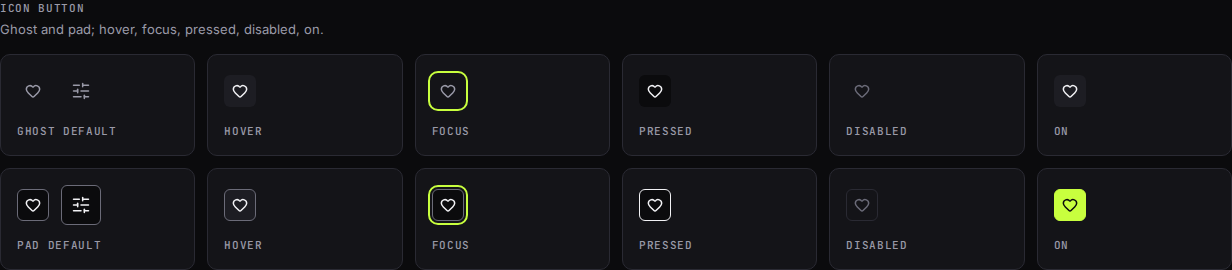 ICON BUTTON
Ghost and pad; hover, focus, pressed, disabled, on.
GHOST DEFAULT
HOVER
FOCUS
PRESSED
DISABLED
ON
PAD DEFAULT
HOVER
FOCUS
PRESSED
DISABLED
ON